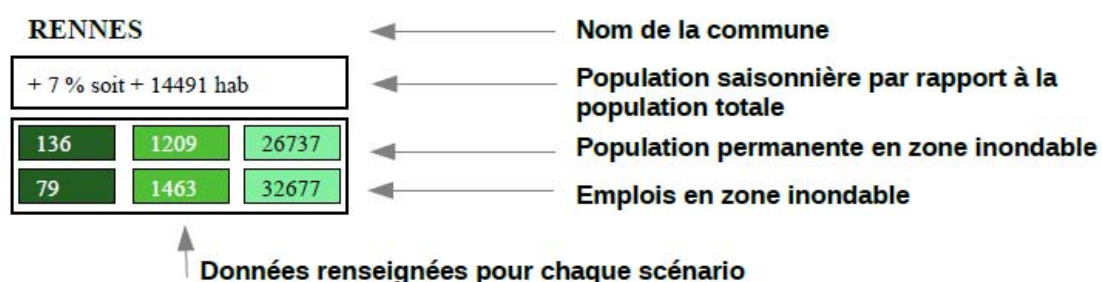 RENNES
Nom de la commune
+ 7 % soit + 14491 hab
Population saisonnière par rapport à la
population totale
136 1209 26737
Population permanente en zone inondable
79 1463 32677
Emplois en zone inondable
Données renseignées pour chaque scénario